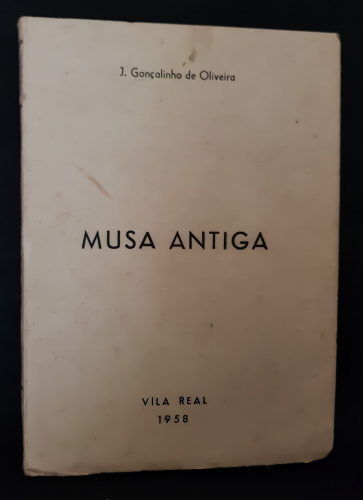 J. Gonçalinho de Oliveira
MUSA ANTIGA
VILA REAL
1958